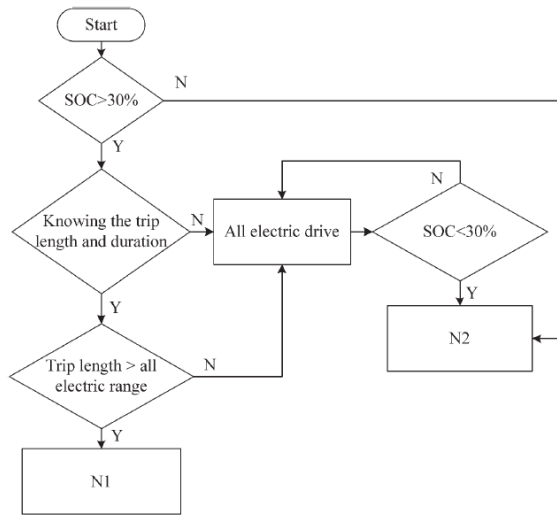 Start
SOC>30%
N
Y
Knowing the trip
length and duration
N
All electric drive
N
SOC<30%
Y
Y
Trip length > all
electric range
N
N2
Y
N1